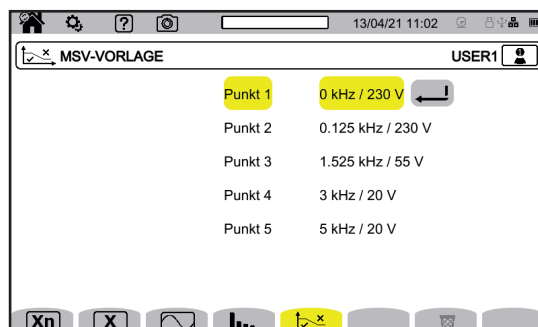 ? 13/04/21 11:02
MSV-VORLAGE USER1
Punkt 1 0 kHz / 230 V
Punkt 2 0.125 kHz / 230 V
Punkt 3 1.525 kHz / 55 V
Punkt 4 3 kHz / 20 V
Punkt 5 5 kHz / 20 V
Xn X